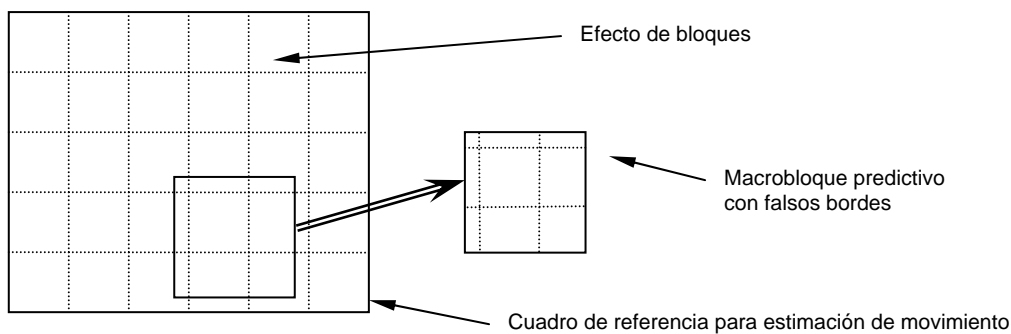 Efecto de bloques
Macrobloque predictivo
con falsos bordes
Cuadro de referencia para estimación de movimiento